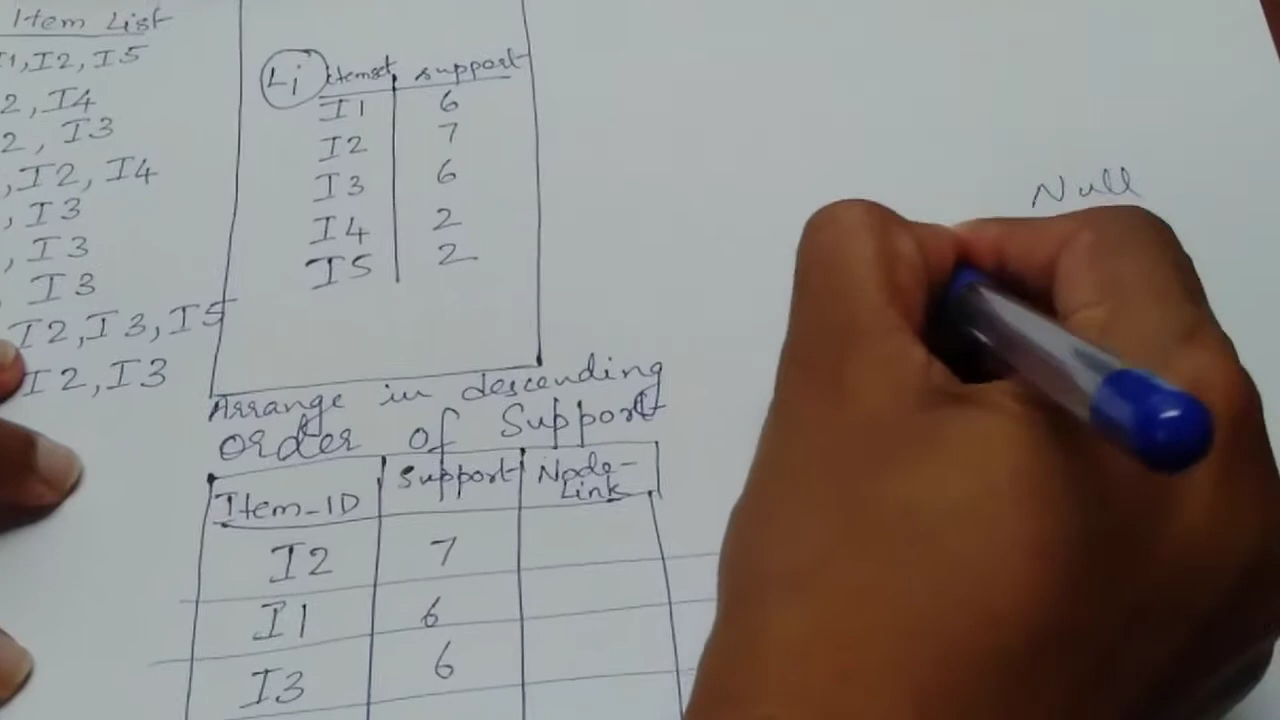 Item List
I1,I2,I5
2,I4
2, I3
,I2, I4
, I3
, I3
, I3
I2,I3,I5
I2,I3
L1 itemset support
I1 6
I2 7
I3 6
I4 2
I5 2
Arrange in descending
order of Support
Item_ID Support Node-
Link
I2 7
I1 6
I3 6
Null